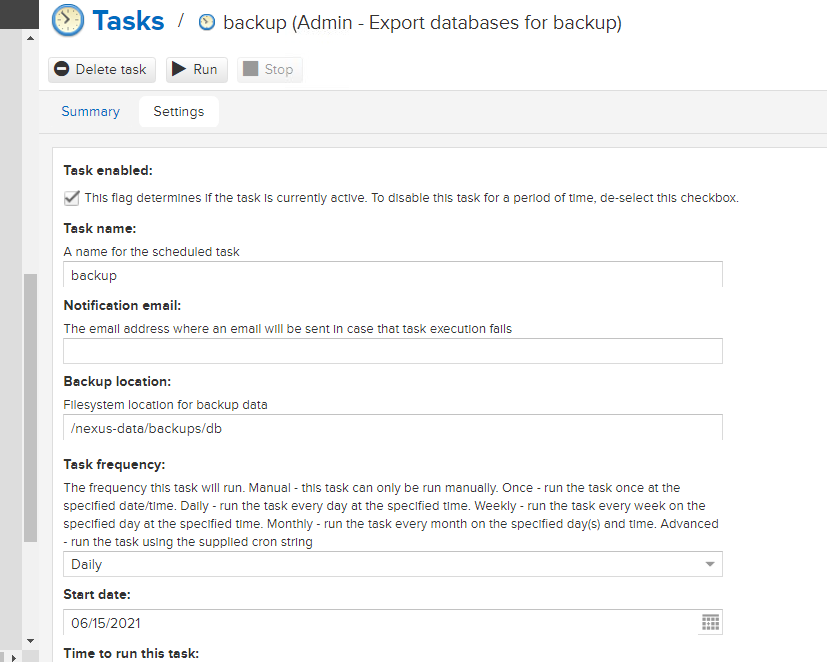 Tasks / backup (Admin - Export databases for backup)
Delete task Run Stop
Summary Settings
Task enabled:
This flag determines if the task is currently active. To disable this task for a period of time, de-select this checkbox.
Task name:
A name for the scheduled task
backup
Notification email:
The email address where an email will be sent in case that task execution fails
Backup location:
Filesystem location for backup data
/nexus-data/backups/db
Task frequency:
The frequency this task will run. Manual - this task can only be run manually. Once - run the task once at the
specified date/time. Daily - run the task every day at the specified time. Weekly - run the task every week on the
specified day at the specified time. Monthly - run the task every month on the specified day(s) and time. Advanced
- run the task using the supplied cron string
Daily
Start date:
06/15/2021
Time to run this task: